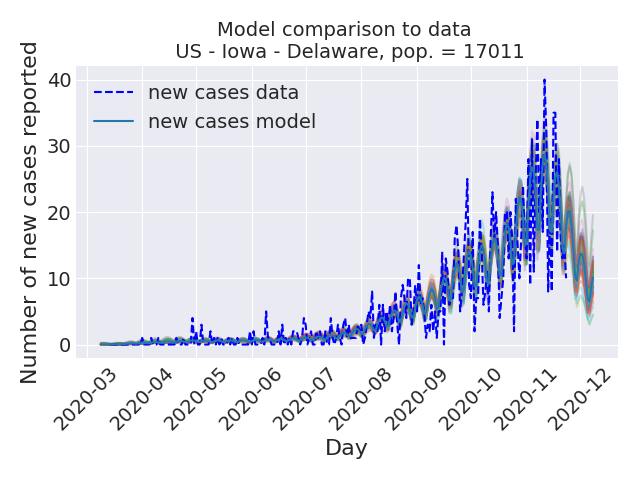 Model comparison to data
US - Iowa - Delaware, pop. = 17011
Number of new cases reported
40
30
20
10
0
new cases data
new cases model
2020-03
2020-04
2020-05
2020-06
2020-07
2020-08
2020-09
2020-10
2020-11
2020-12
Day